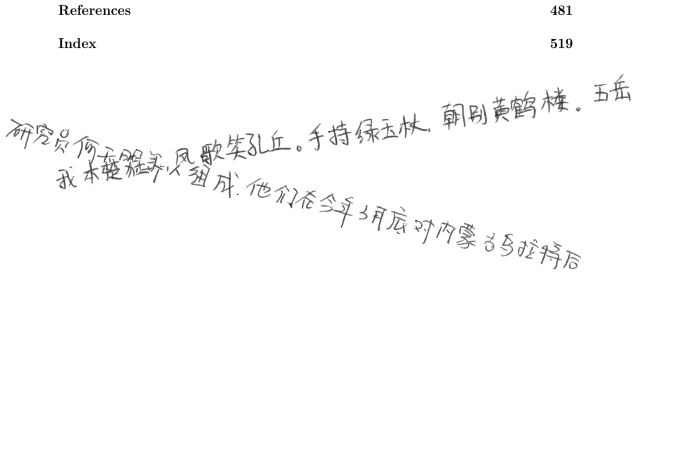 References 481
Index 519
我本楚狂人,凤歌笑孔丘。手持绿玉杖,朝别黄鹤楼。五岳
研究员何 组成.他们在今年3月底对内蒙古乌拉特后